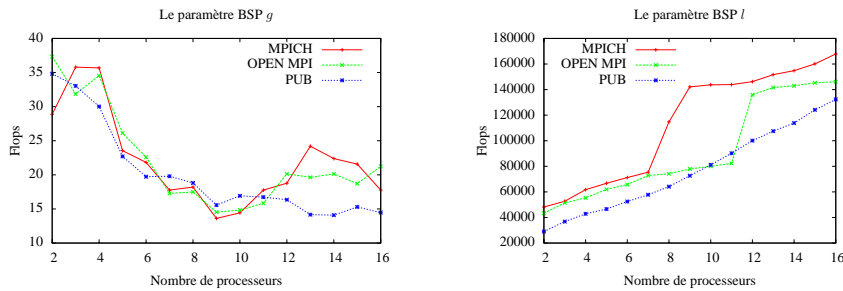 Le paramètre BSP g
MPICH
OPEN MPI
PUB
40
35
30
25
20
15
10
Flops
2 4 6 8 10 12 14 16
Nombre de processeurs
Le paramètre BSP l
MPICH
OPEN MPI
PUB
180000
160000
140000
120000
100000
80000
60000
40000
20000
Flops
2 4 6 8 10 12 14 16
Nombre de processeurs